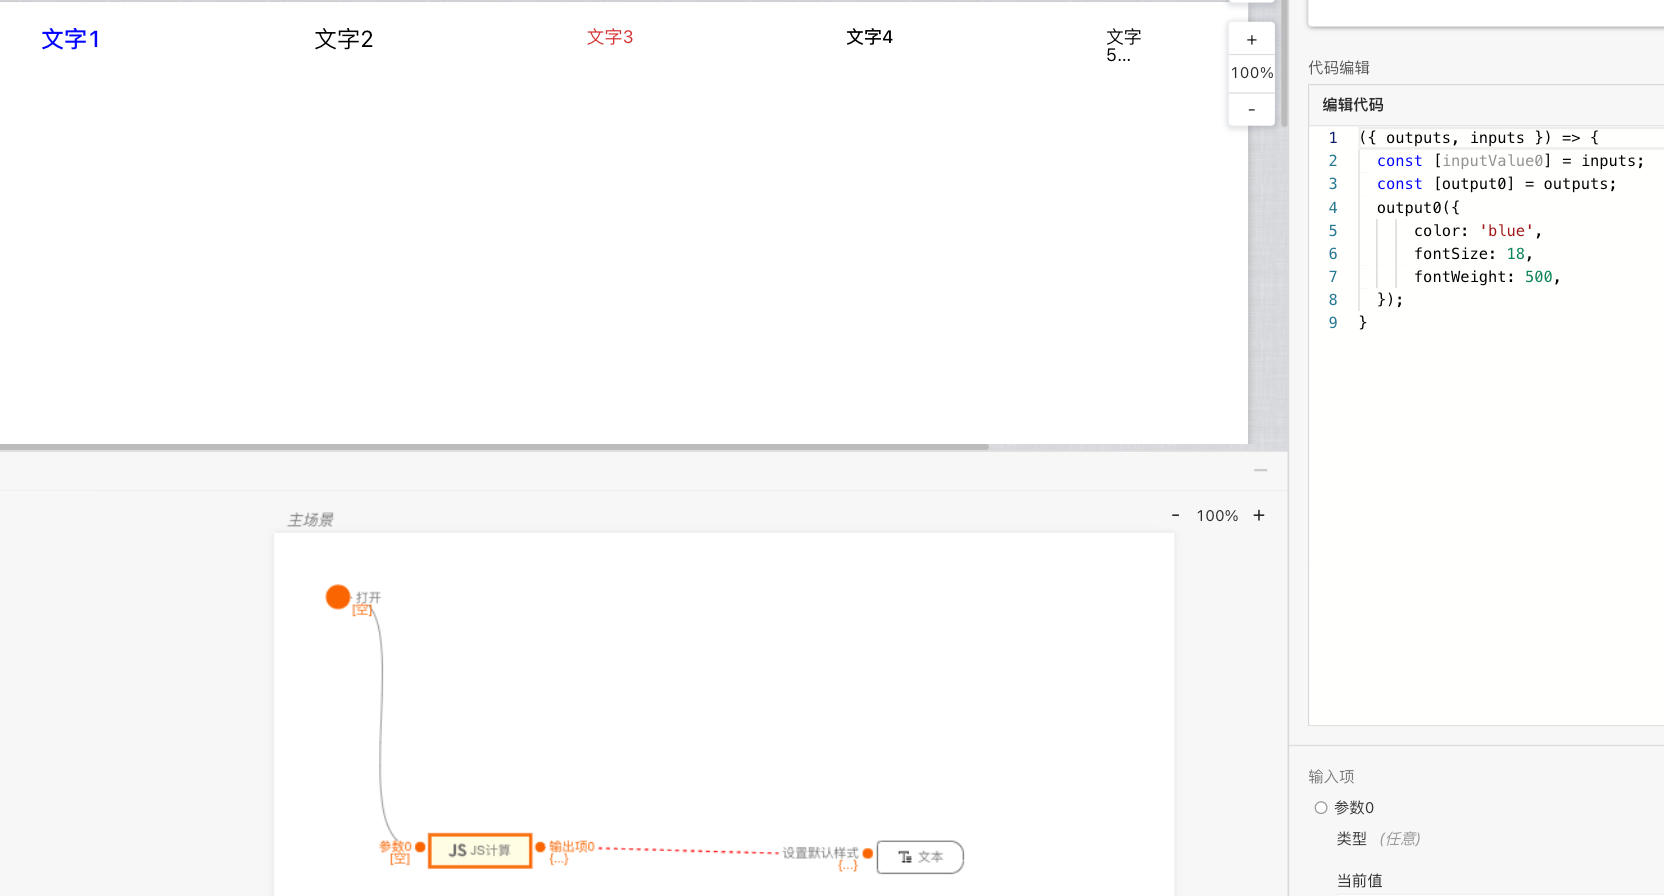 文字1
文字2
文字3
文字4
文字
5...
+
100%
-
代码编辑
编辑代码
1 ({ outputs, inputs }) => {
2 const [inputValue0] = inputs;
3 const [output0] = outputs;
4 output0({
5 color: 'blue',
6 fontSize: 18,
7 fontWeight: 500,
8 });
9 }
主场景
- 100% +
打开
[空]
参数0
[空]
JS JS计算
输出项0
{...}
设置默认样式
{...}
文本
输入项
参数0
类型 (任意)
当前值